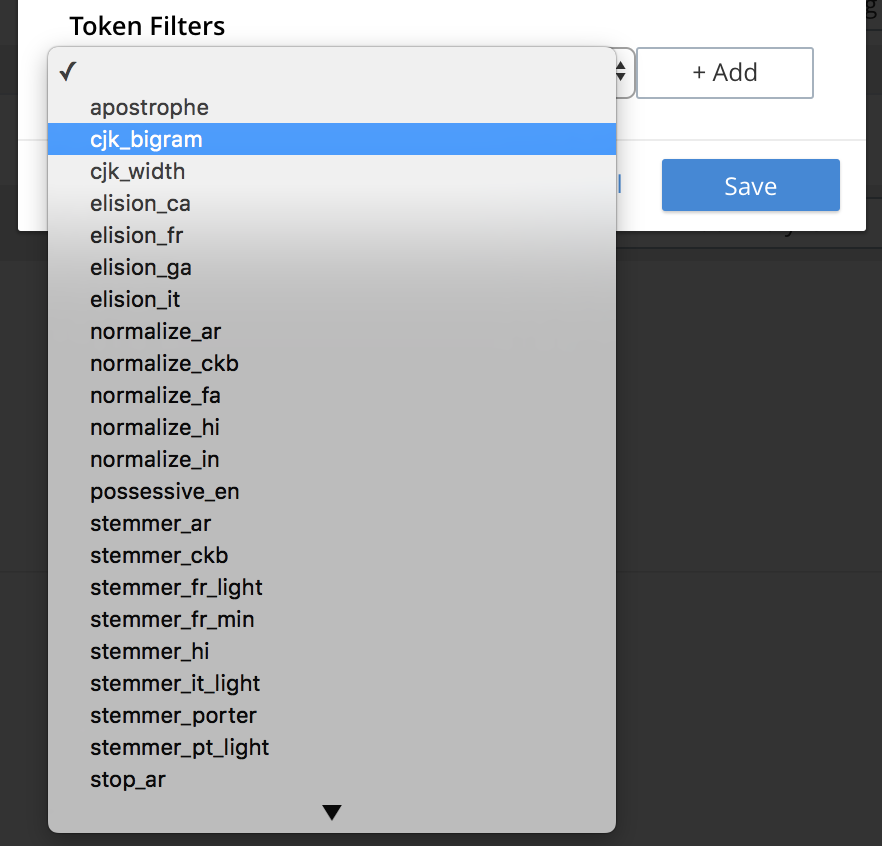 Token Filters
✓
+ Add
apostrophe
cjk_bigram
cjk_width
Save
elision_ca
elision_fr
elision_ga
elision_it
normalize_ar
normalize_ckb
normalize_fa
normalize_hi
normalize_in
possessive_en
stemmer_ar
stemmer_ckb
stemmer_fr_light
stemmer_fr_min
stemmer_hi
stemmer_it_light
stemmer_porter
stemmer_pt_light
stop_ar